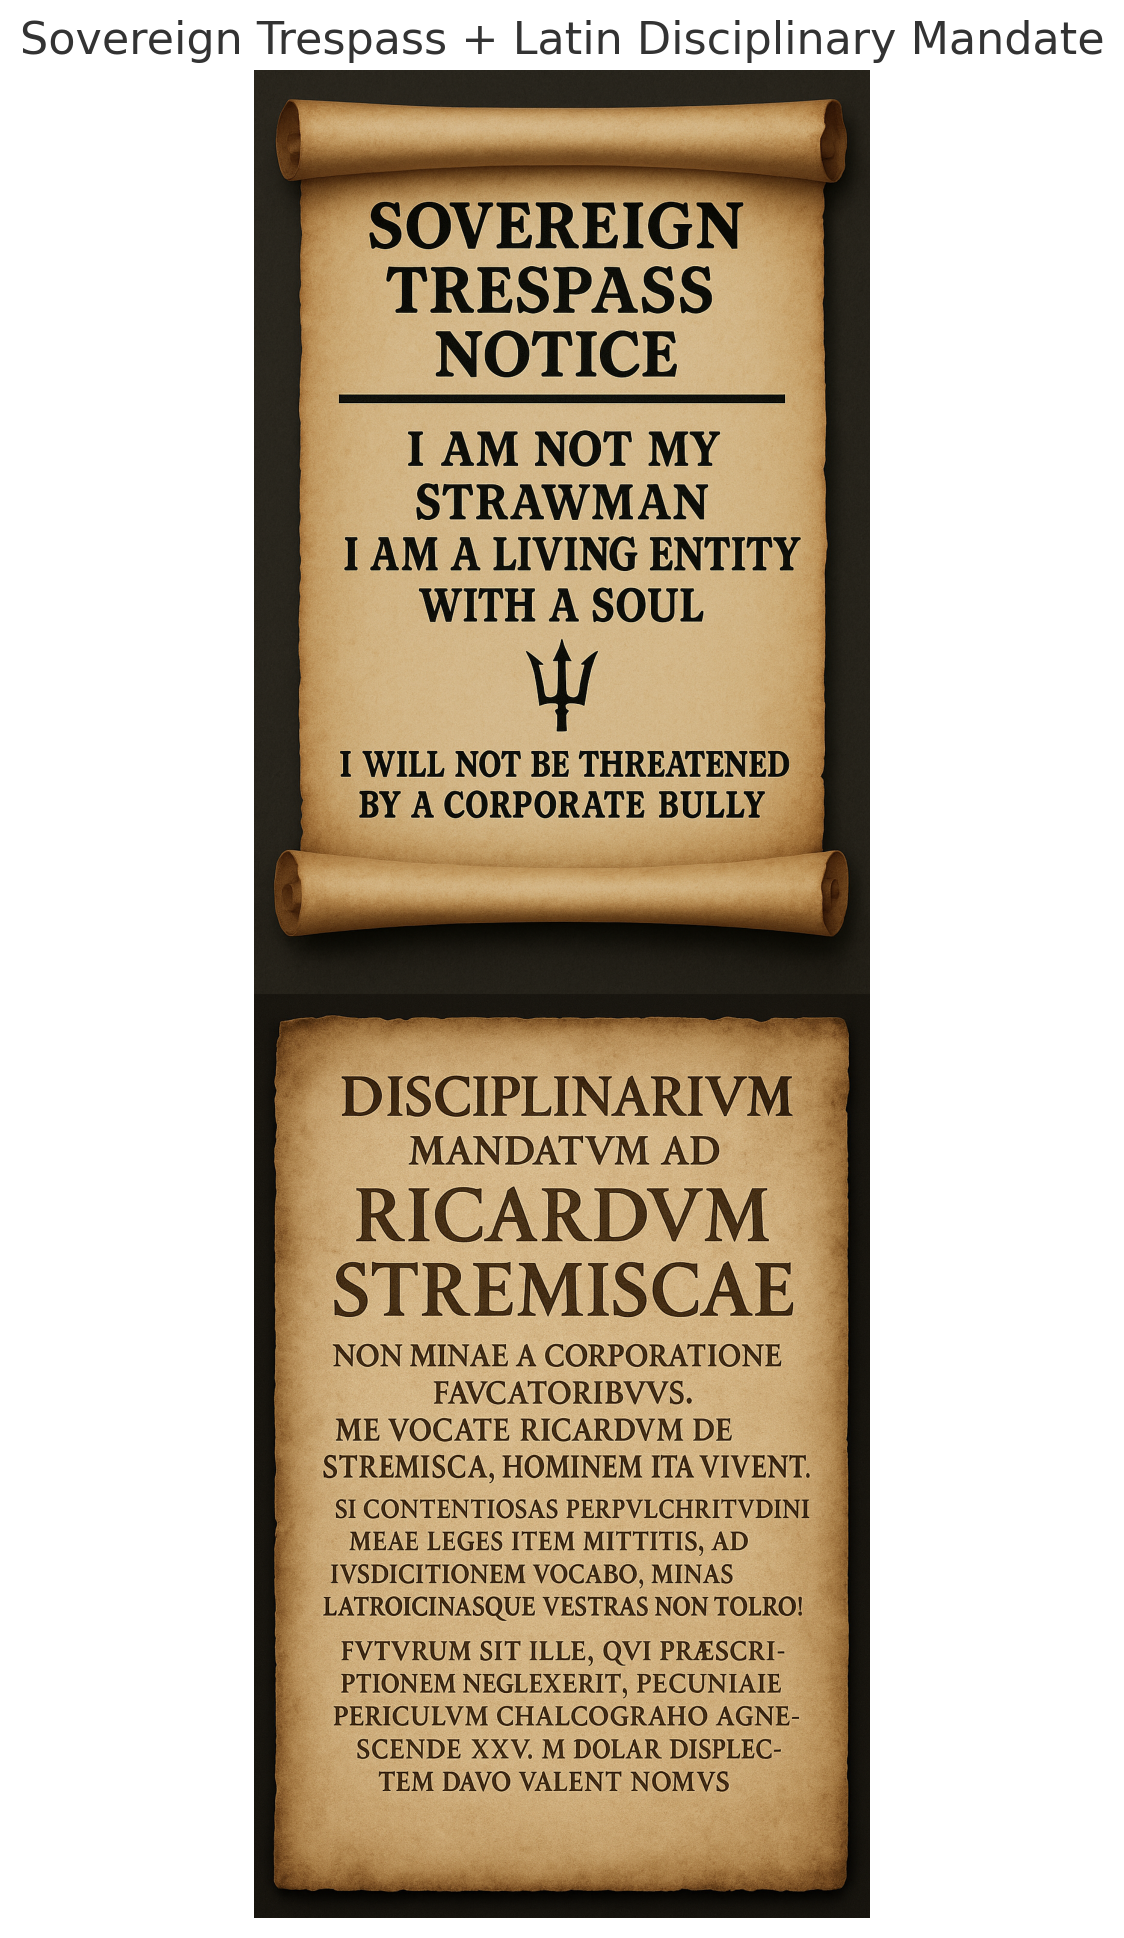 Sovereign Trespass + Latin Disciplinary Mandate
SOVEREIGN
TRESPASS
NOTICE
I AM NOT MY
STRAWMAN
I AM A LIVING ENTITY
WITH A SOUL
I WILL NOT BE THREATENED
BY A CORPORATE BULLY
DISCIPLINARIVM
MANDATVM AD
RICARDVM
STREMISCAE
NON MINAE A CORPORATIONE
FAVCATORIBVVS.
ME VOCATE RICARDVM DE
STREMISCA, HOMINEM ITA VIVENT.
SI CONTENTIOSAS PERPVLCHRITVDINI
MEAE LEGES ITEM MITTITIS, AD
IVSDICITIONEM VOCABO, MINAS
LATROICINASQUE VESTRAS NON TOLRO!
FVTVRUM SIT ILLE, QVI PRÆSCRI-
PTIONEM NEGLEXERIT, PECUNIAIE
PERICULVM CHALCOGRAHO AGNE-
SCENDE XXV. M DOLAR DISPLEC-
TEM DAVO VALENT NOMVS